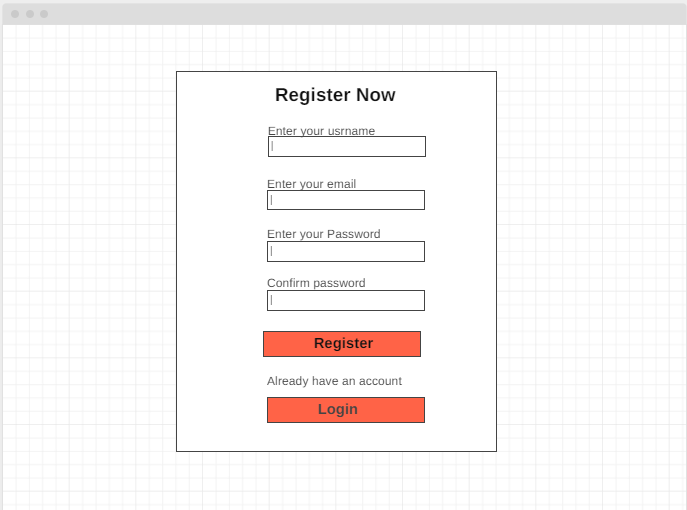 Register Now
Enter your usrname
Enter your email
Enter your Password
Confirm password
Register
Already have an account
Login